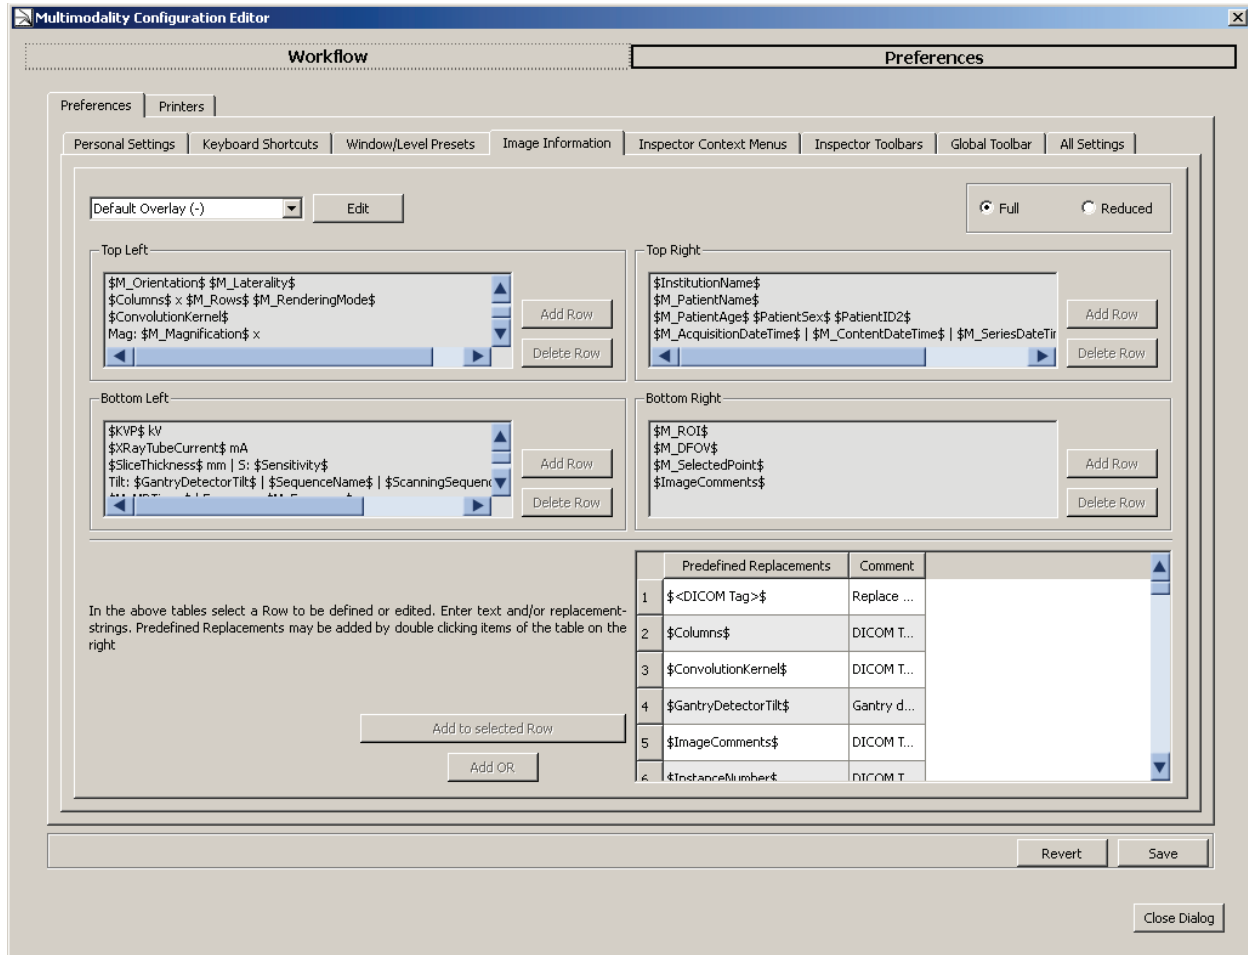 Multimodality Configuration Editor
Workflow
Preferences
Preferences
Printers
Personal Settings
Keyboard Shortcuts
Window/Level Presets
Image Information
Inspector Context Menus
Inspector Toolbars
Global Toolbar
All Settings
Default Overlay (-)
Edit
Full
Reduced
Top Left
$M_Orientation$ $M_Laterality$
$Columns$ x $M_Rows$ $M_RenderingMode$
$ConvolutionKernel$
Mag: $M_Magnification$ x
Add Row
Delete Row
Top Right
$InstitutionName$
$M_PatientName$
$M_PatientAge$ $PatientSex$ $PatientID2$
$M_AcquisitionDateTime$ | $M_ContentDateTime$ | $M_SeriesDateTir
Add Row
Delete Row
Bottom Left
$KVP$ kV
$XRayTubeCurrent$ mA
$SliceThickness$ mm | S: $Sensitivity$
Tilt: $GantryDetectorTilt$ | $SequenceName$ | $ScanningSequenc
Add Row
Delete Row
Bottom Right
$M_ROI$
$M_DFOV$
$M_SelectedPoint$
$ImageComments$
Add Row
Delete Row
In the above tables select a Row to be defined or edited. Enter text and/or replacement-
strings. Predefined Replacements may be added by double clicking items of the table on the
right
Add to selected Row
Add OR
Predefined Replacements Comment
1 $<DICOM Tag>$ Replace ...
2 $Columns$ DICOM T...
3 $ConvolutionKernel$ DICOM T...
4 $GantryDetectorTilt$ Gantry d...
5 $ImageComments$ DICOM T...
6 $InstanceNumber$ DICOM T
Revert
Save
Close Dialog